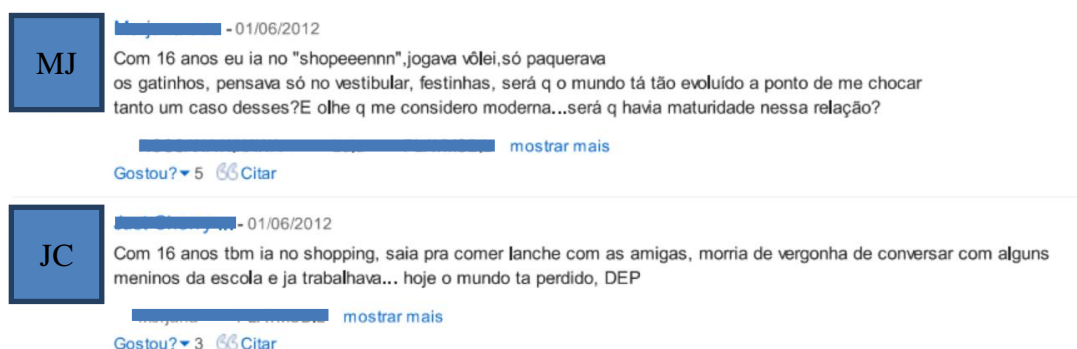 MJ
- 01/06/2012
Com 16 anos eu ia no "shopeeennn",jogava vôlei,só paquerava
os gatinhos, pensava só no vestibular, festinhas, será q o mundo tá tão evoluído a ponto de me chocar
tanto um caso desses?E olhe q me considero moderna...será q havia maturidade nessa relação?
mostrar mais
Gostou? 5 Citar
JC
- 01/06/2012
Com 16 anos tbm ia no shopping, saia pra comer lanche com as amigas, morria de vergonha de conversar com alguns
meninos da escola e ja trabalhava... hoje o mundo ta perdido, DEP
mostrar mais
Gostou? 3 Citar